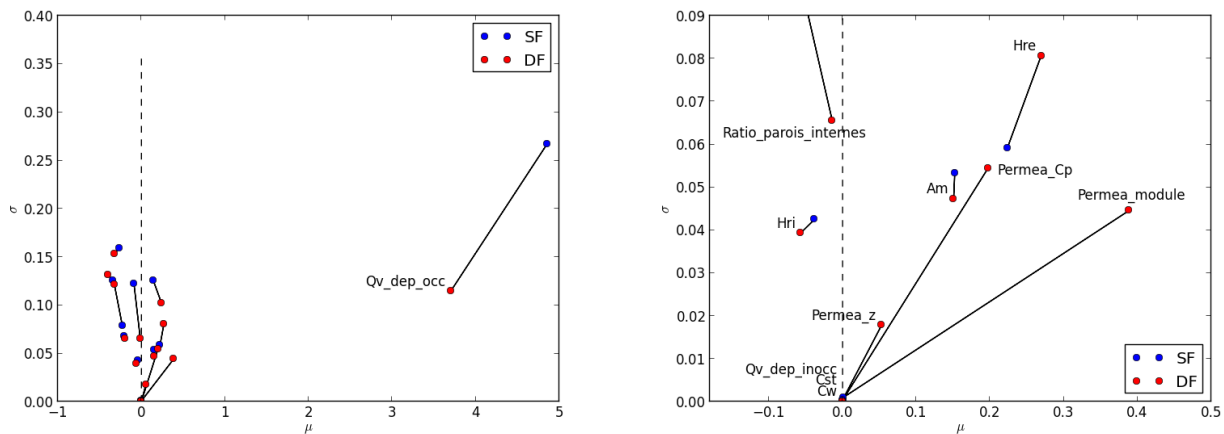 0.40
0.35
0.30
0.25
0.20
0.15
0.10
0.05
0.00
σ
SF
DF
Qv_dep_occ
−1
0
1
2
3
4
5
μ
0.09
0.08
0.07
0.06
0.05
0.04
0.03
0.02
0.01
0.00
σ
Hre
Ratio_parois_internes
Permea_Cp
Am
Permea_module
Hri
Permea_z
Qv_dep_inocc
Cst
Cw
SF
DF
−0.1
0.0
0.1
0.2
0.3
0.4
0.5
μ